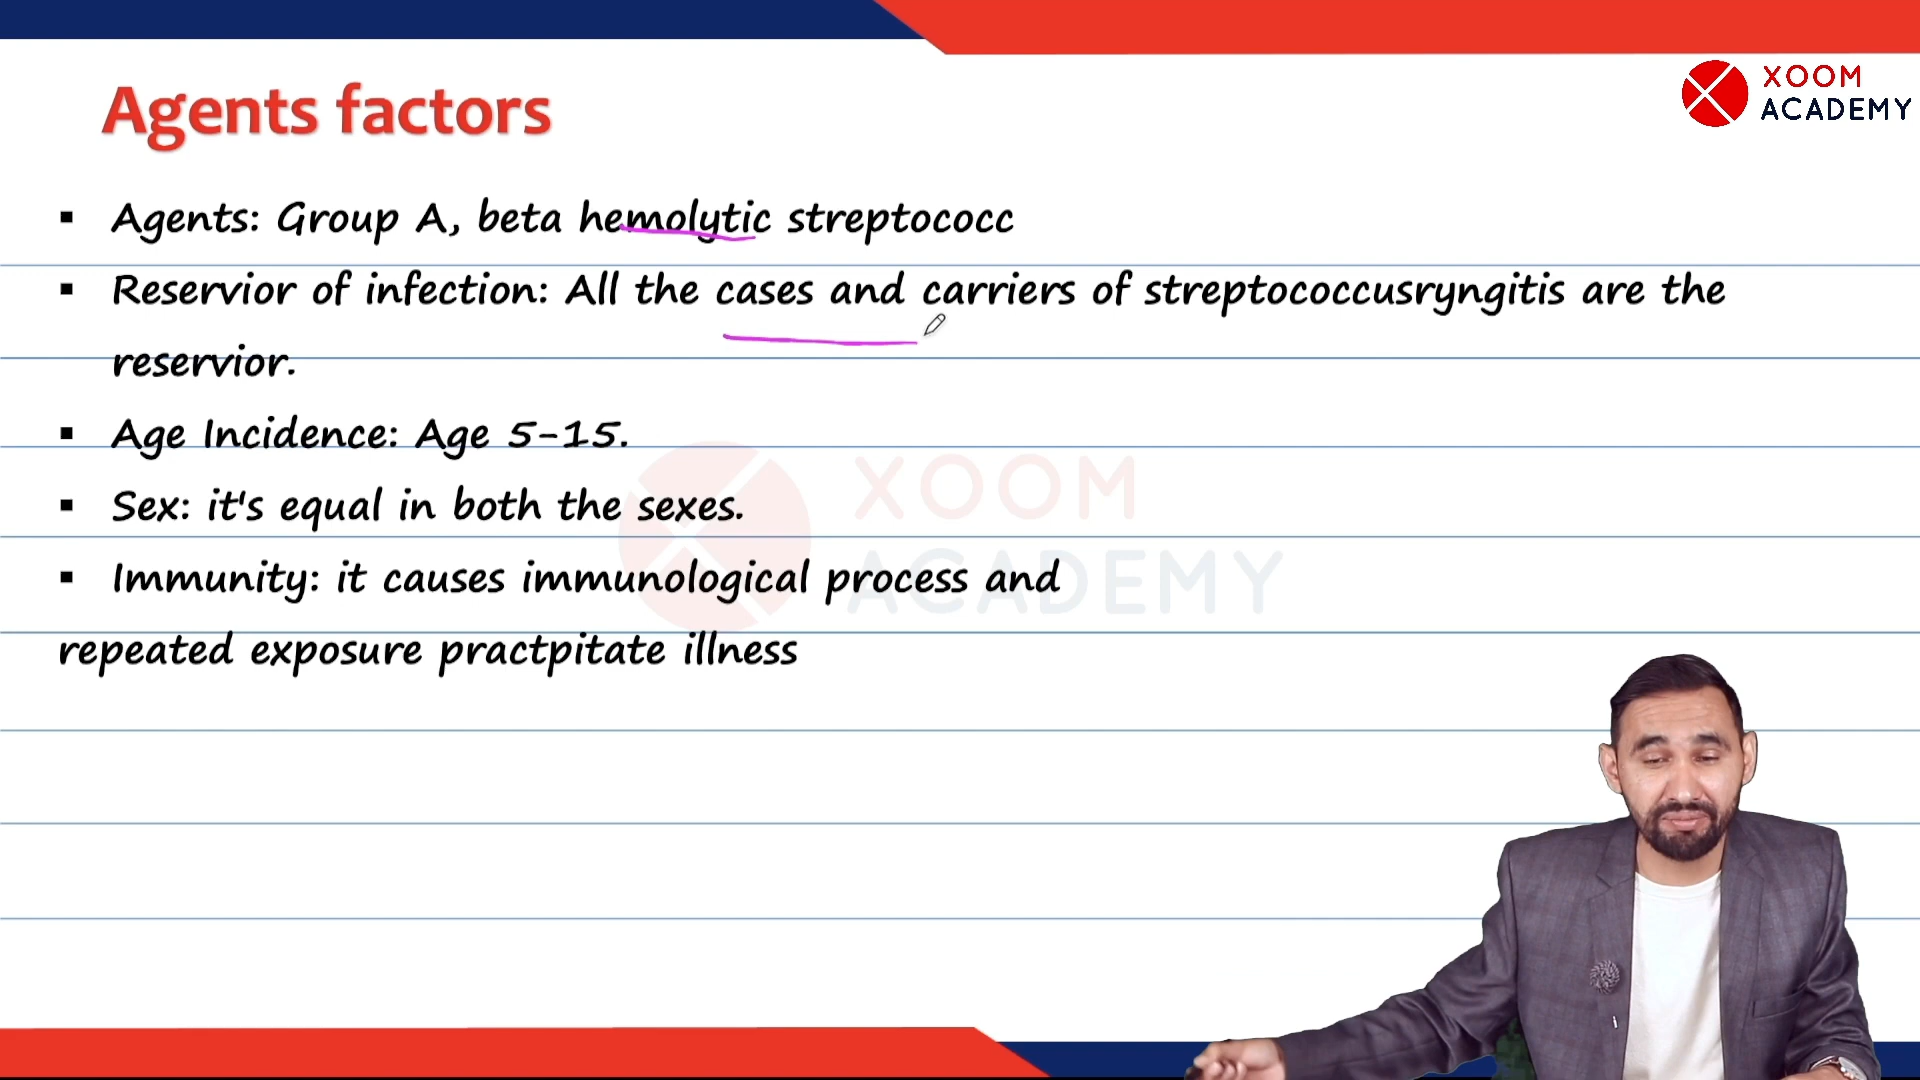 Agents factors
XOOM
ACADEMY
▪ Agents: Group A, beta hemolytic streptococc
▪ Reservior of infection: All the cases and carriers of streptococcusryngitis are the
reservior.
▪ Age Incidence: Age 5-15.
▪ Sex: it's equal in both the sexes.
▪ Immunity: it causes immunological process and
repeated exposure practpitate illness
XOOM
ACADEMY